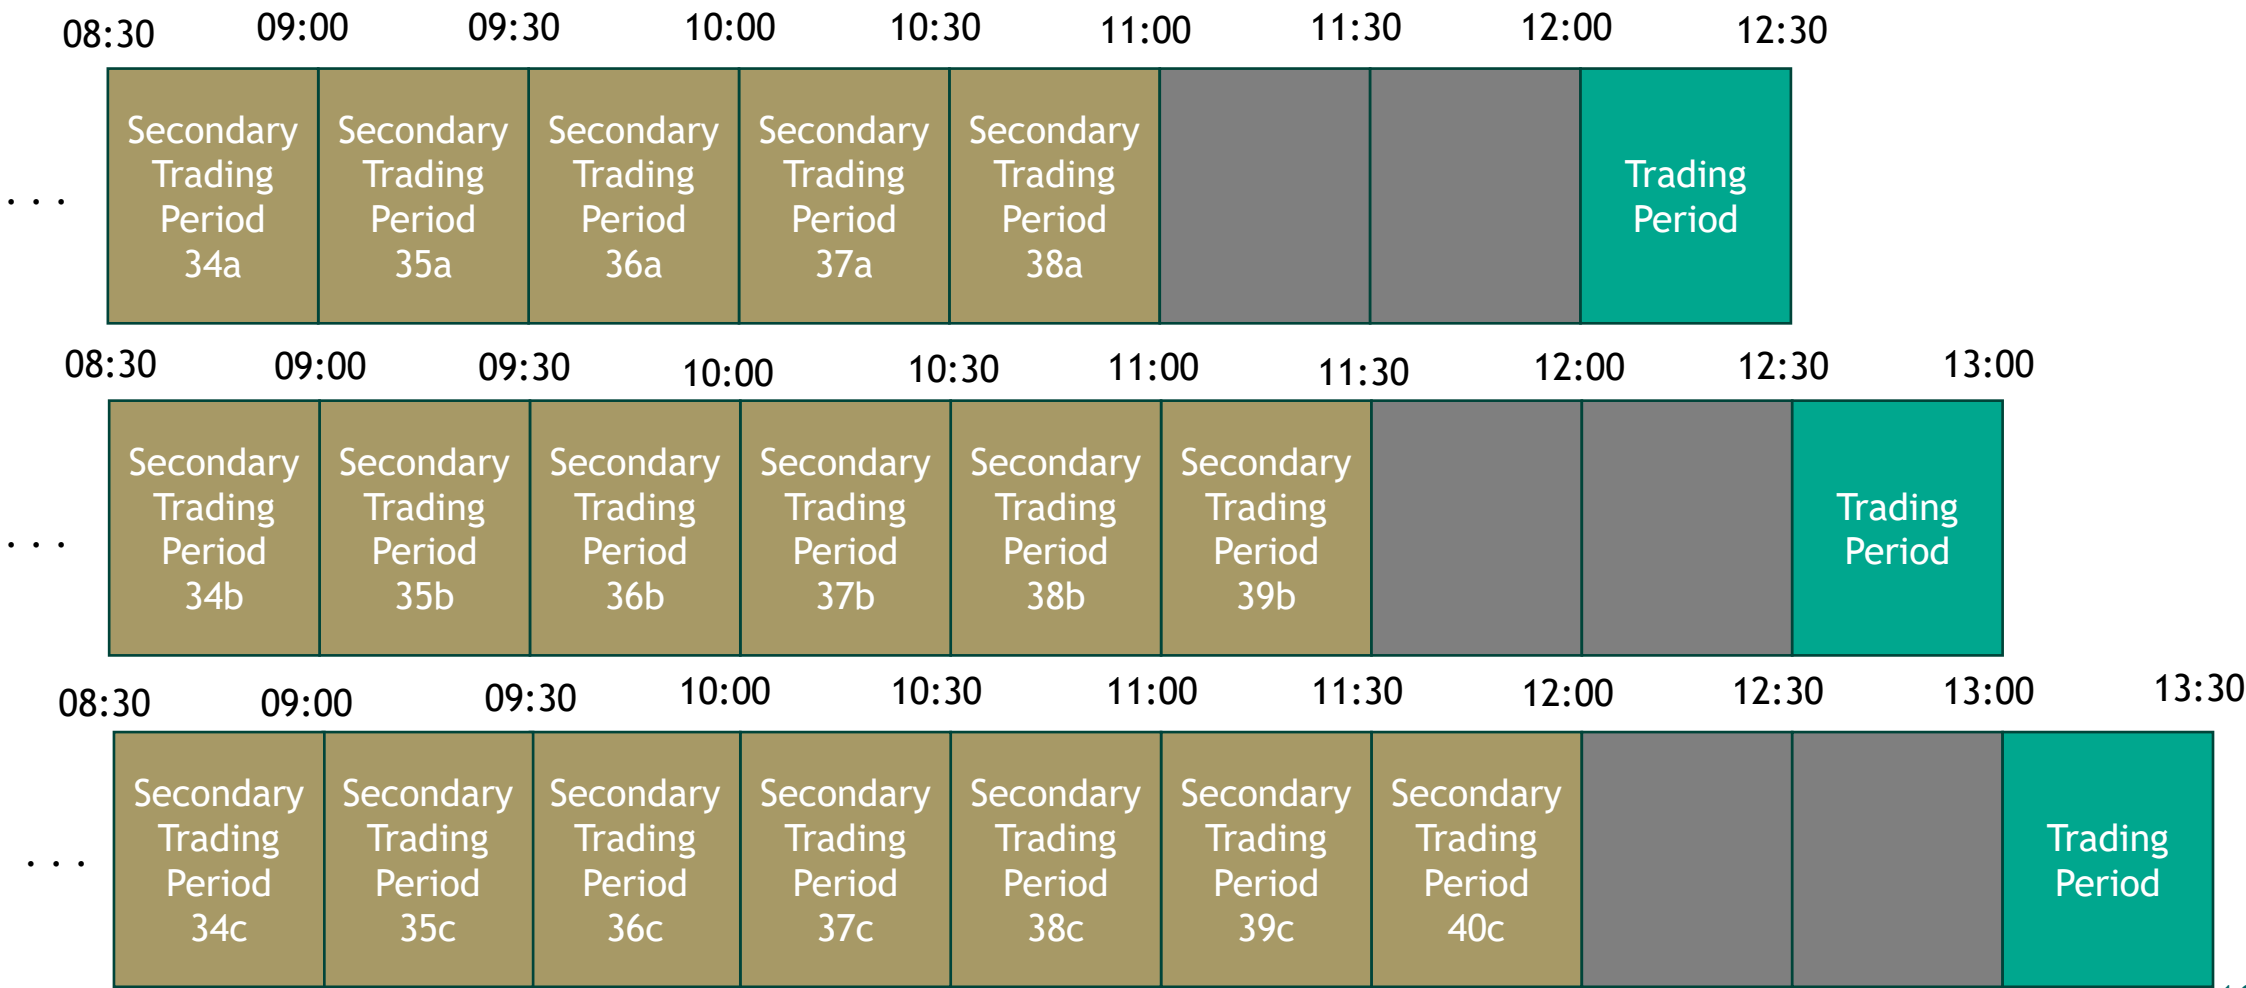 08:30 09:00 09:30 10:00 10:30 11:00 11:30 12:00 12:30
. . .
Secondary
Trading
Period
34a
Secondary
Trading
Period
35a
Secondary
Trading
Period
36a
Secondary
Trading
Period
37a
Secondary
Trading
Period
38a
Trading
Period
08:30 09:00 09:30 10:00 10:30 11:00 11:30 12:00 12:30 13:00
. . .
Secondary
Trading
Period
34b
Secondary
Trading
Period
35b
Secondary
Trading
Period
36b
Secondary
Trading
Period
37b
Secondary
Trading
Period
38b
Secondary
Trading
Period
39b
Trading
Period
08:30 09:00 09:30 10:00 10:30 11:00 11:30 12:00 12:30 13:00 13:30
. . .
Secondary
Trading
Period
34c
Secondary
Trading
Period
35c
Secondary
Trading
Period
36c
Secondary
Trading
Period
37c
Secondary
Trading
Period
38c
Secondary
Trading
Period
39c
Secondary
Trading
Period
40c
Trading
Period